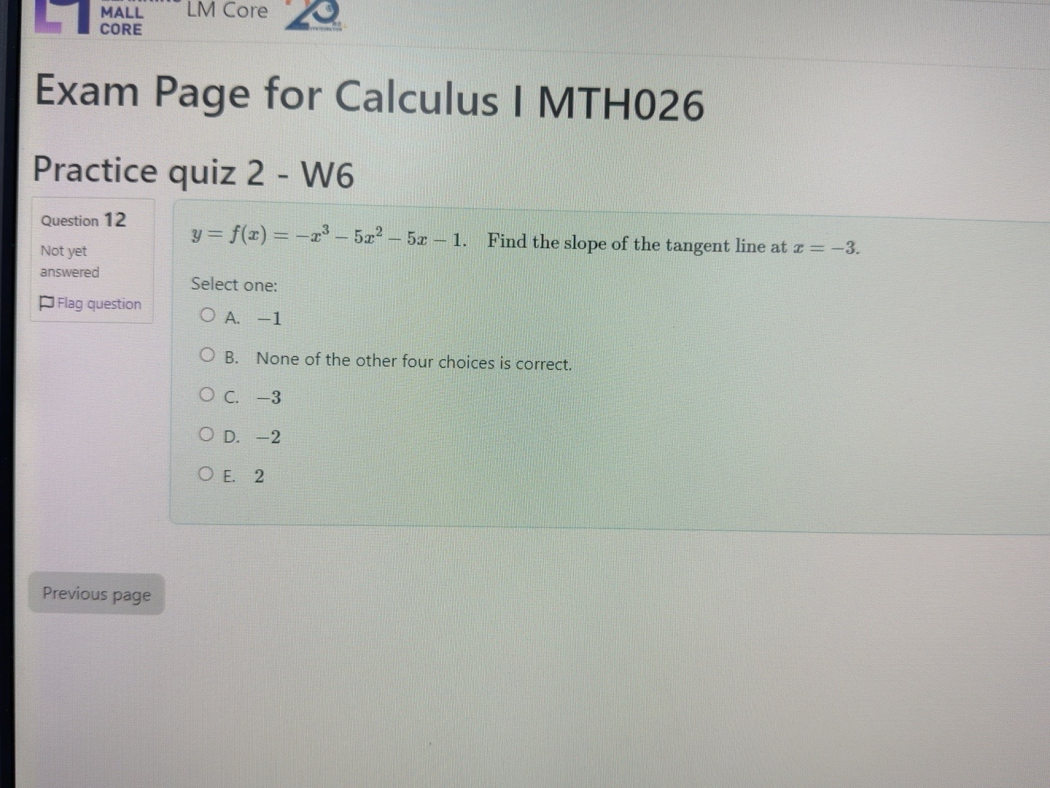 MALL
CORE
LM Core
Exam Page for Calculus I MTH026
Practice quiz 2 - W6
Question 12
Not yet
answered
Flag question
y = f(x) = −x³ − 5x² − 5x − 1. Find the slope of the tangent line at x = −3.
Select one:
A. −1
B. None of the other four choices is correct.
C. −3
D. −2
E. 2
Previous page